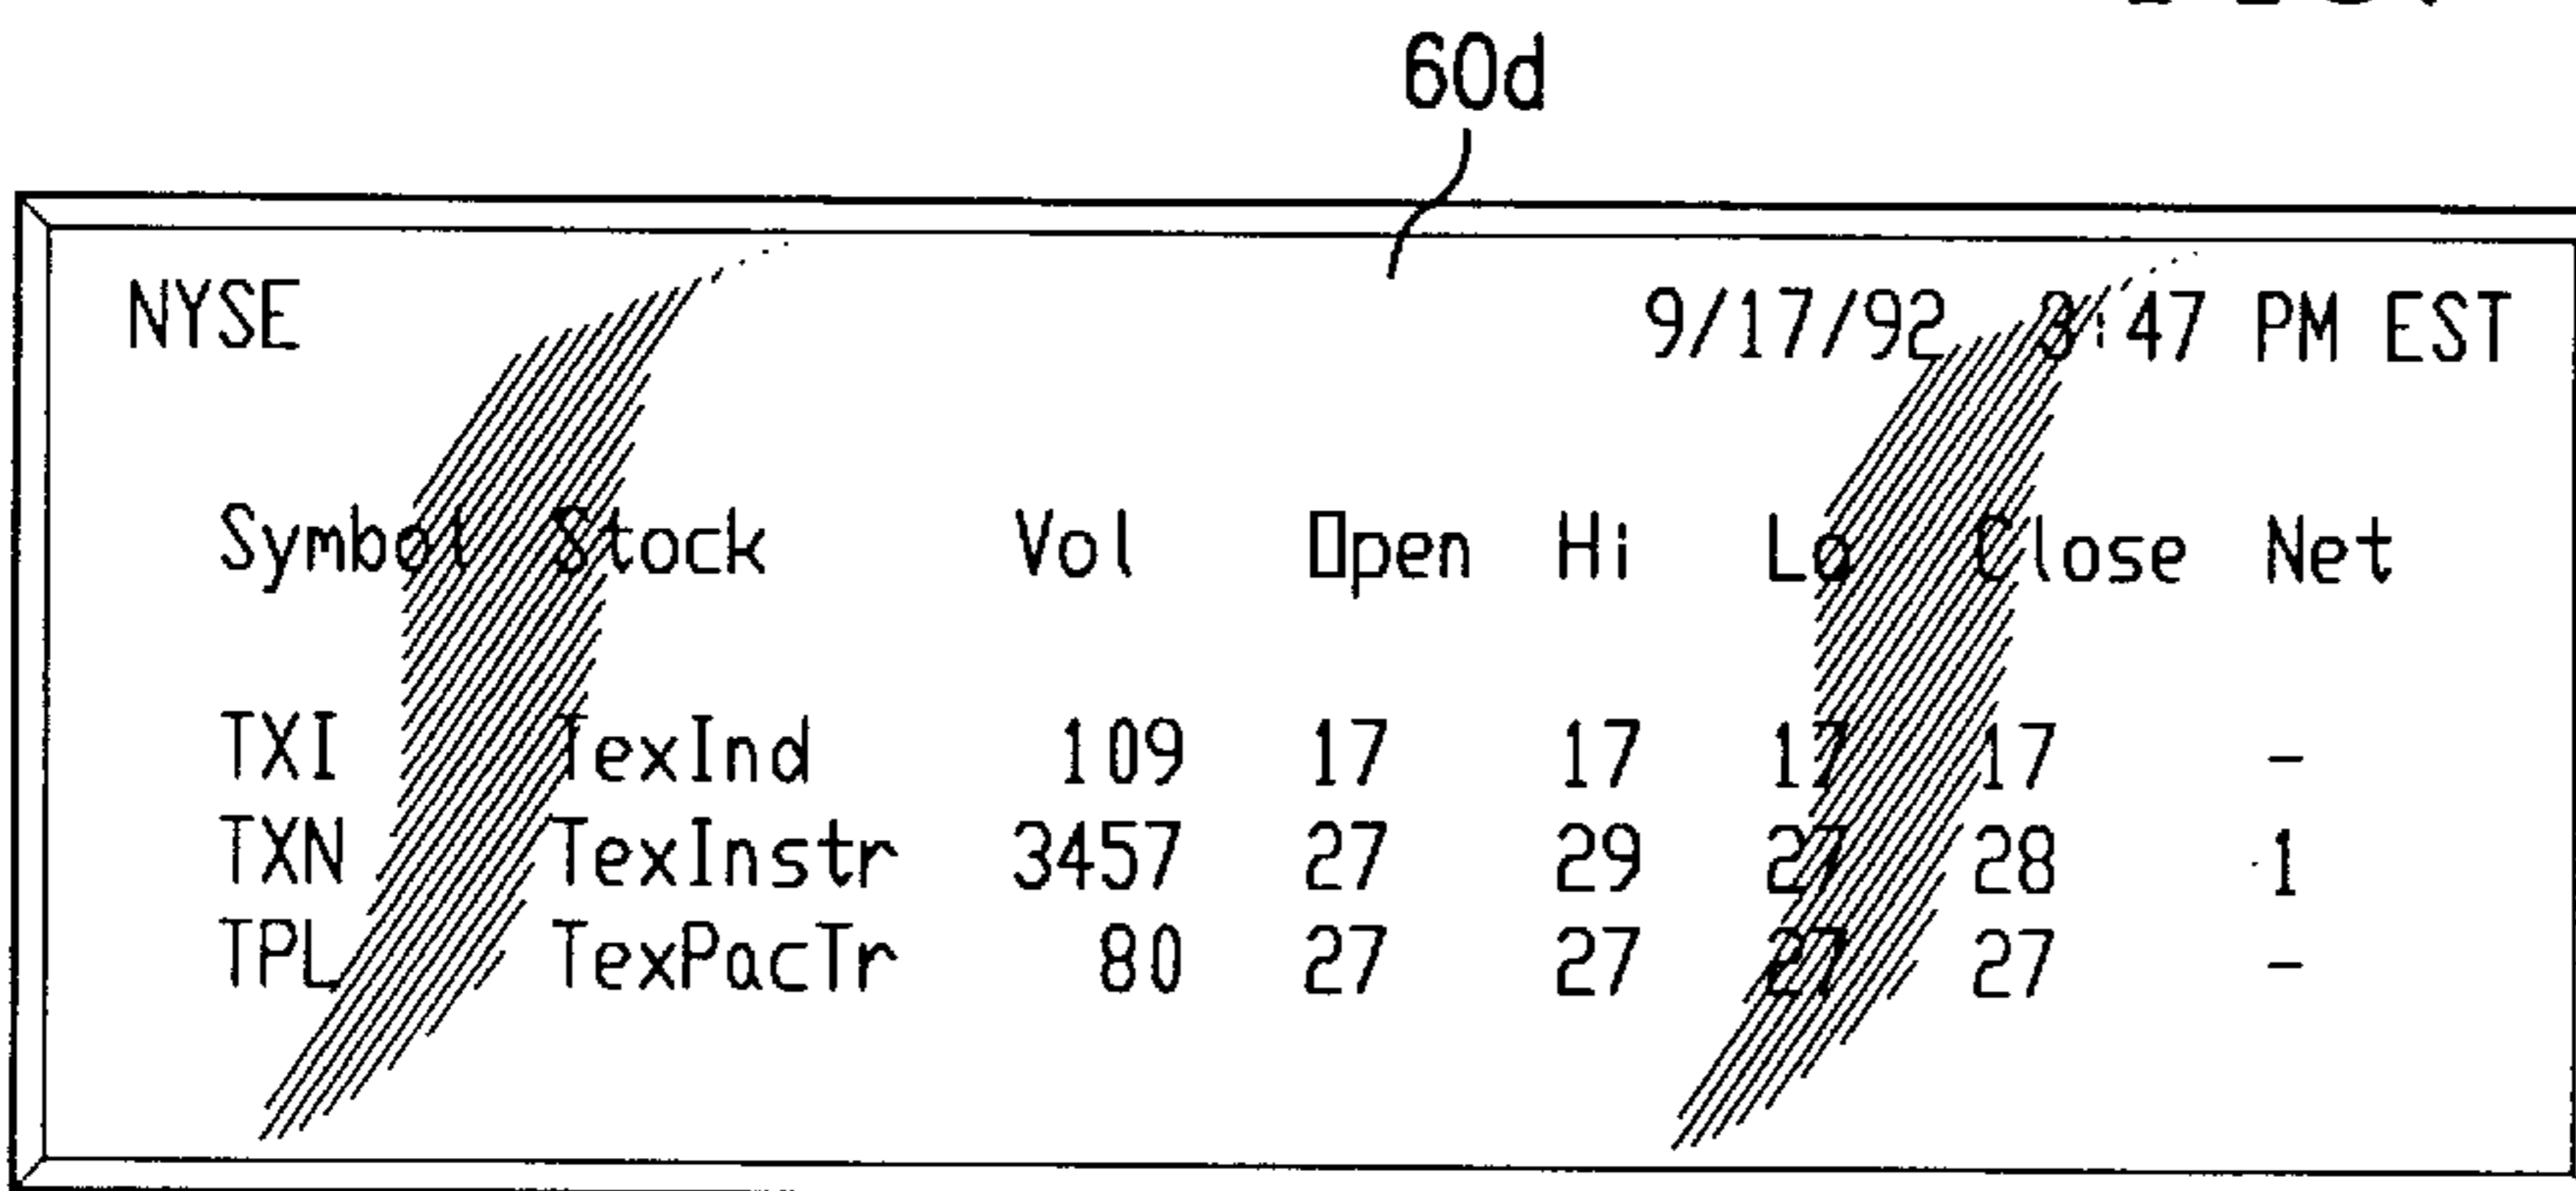 60d
NYSE 9/17/92 3:47 PM EST
Symbol Stock Vol Open Hi Lo Close Net
TXI TexInd 109 17 17 17 17 -
TXN TexInstr 3457 27 29 27 28 1
TPL TexPacTr 80 27 27 27 27 -